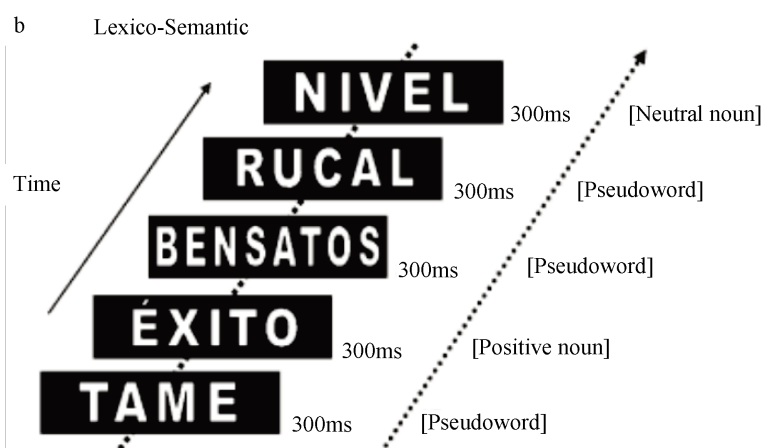 b
Lexico-Semantic
NIVEL
300ms
[Neutral noun]
RUCAL
Time
300ms
[Pseudoword]
BENSATOS
300ms
[Pseudoword]
ÉXITO
300ms
[Positive noun]
TAME
300ms
[Pseudoword]